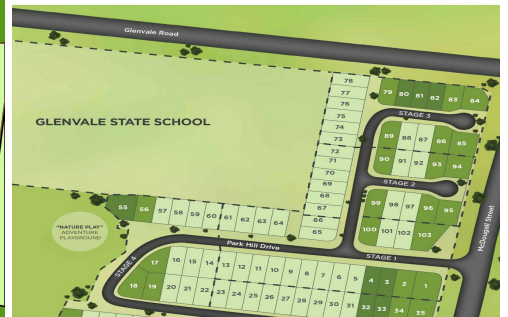 Glenvale Road
78
77
76
75
74
73
72
71
70
69
68
67
66
65
79 80 81 82 83 84
STAGE 3
89 88 87 86 85
90 91 92 93 94
STAGE 2
99 98 97 96 95
100 101 102 103
GLENVALE STATE SCHOOL
McDougall Street
55 56 57 58 59 60 61 62 63 64
"NATURE PLAY"
ADVENTURE
PLAYGROUND
Park Hill Drive
STAGE 1
STAGE 4
17 16 15 14 13 12 11 10 9 8 7 6 5 4 3 2 1
18 19 20 21 22 23 24 25 26 27 28 29 30 31 32 33 34 35